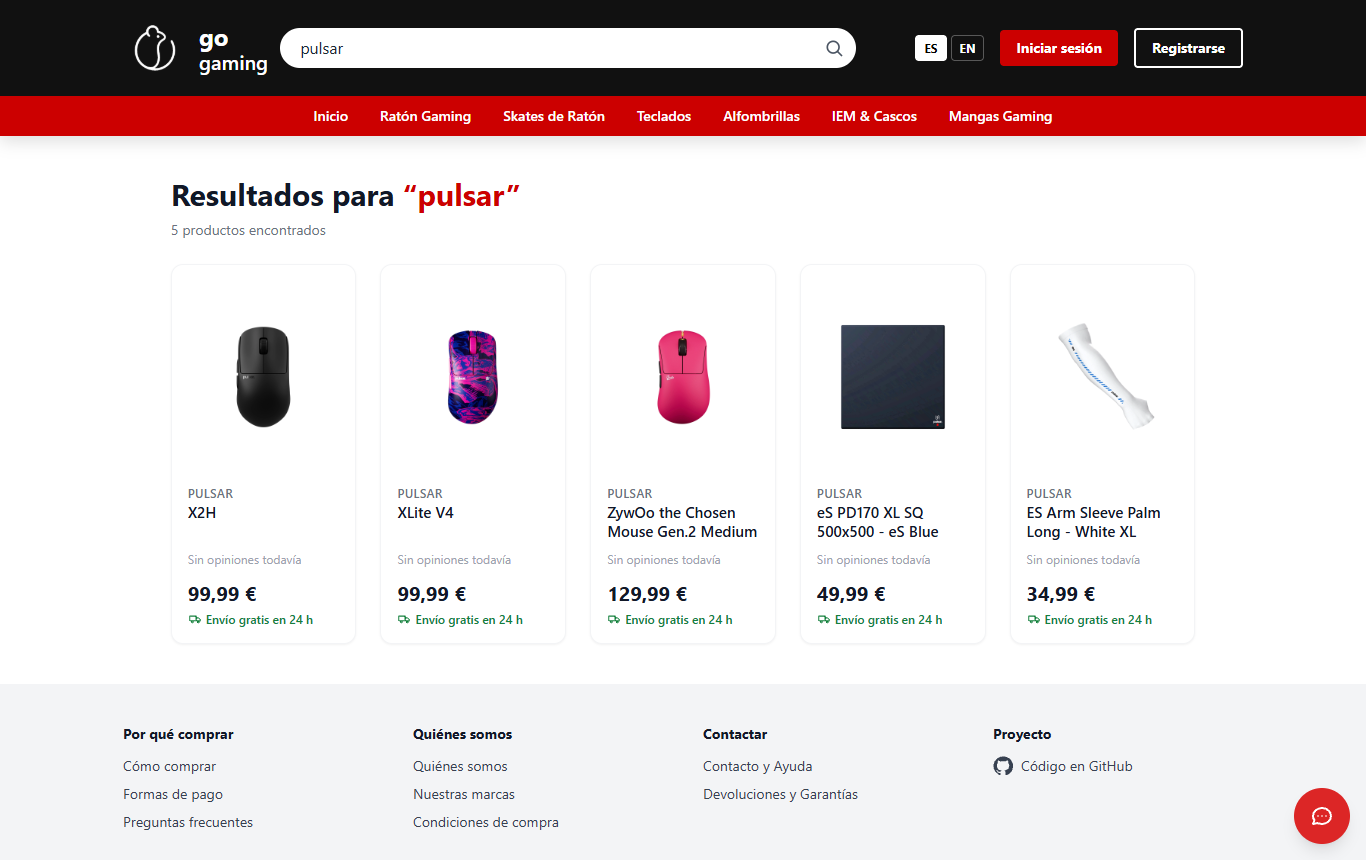 go
gaming
pulsar
ES
EN
Iniciar sesión
Registrarse
Inicio
Ratón Gaming
Skates de Ratón
Teclados
Alfombrillas
IEM & Cascos
Mangas Gaming
Resultados para “pulsar”
5 productos encontrados
PULSAR
X2H
Sin opiniones todavía
99,99 €
Envío gratis en 24 h
PULSAR
XLite V4
Sin opiniones todavía
99,99 €
Envío gratis en 24 h
PULSAR
ZywOo the Chosen
Mouse Gen.2 Medium
Sin opiniones todavía
129,99 €
Envío gratis en 24 h
PULSAR
eS PD170 XL SQ
500x500 - eS Blue
Sin opiniones todavía
49,99 €
Envío gratis en 24 h
PULSAR
ES Arm Sleeve Palm
Long - White XL
Sin opiniones todavía
34,99 €
Envío gratis en 24 h
Por qué comprar
Cómo comprar
Formas de pago
Preguntas frecuentes
Quiénes somos
Quiénes somos
Nuestras marcas
Condiciones de compra
Contactar
Contacto y Ayuda
Devoluciones y Garantías
Proyecto
Código en GitHub